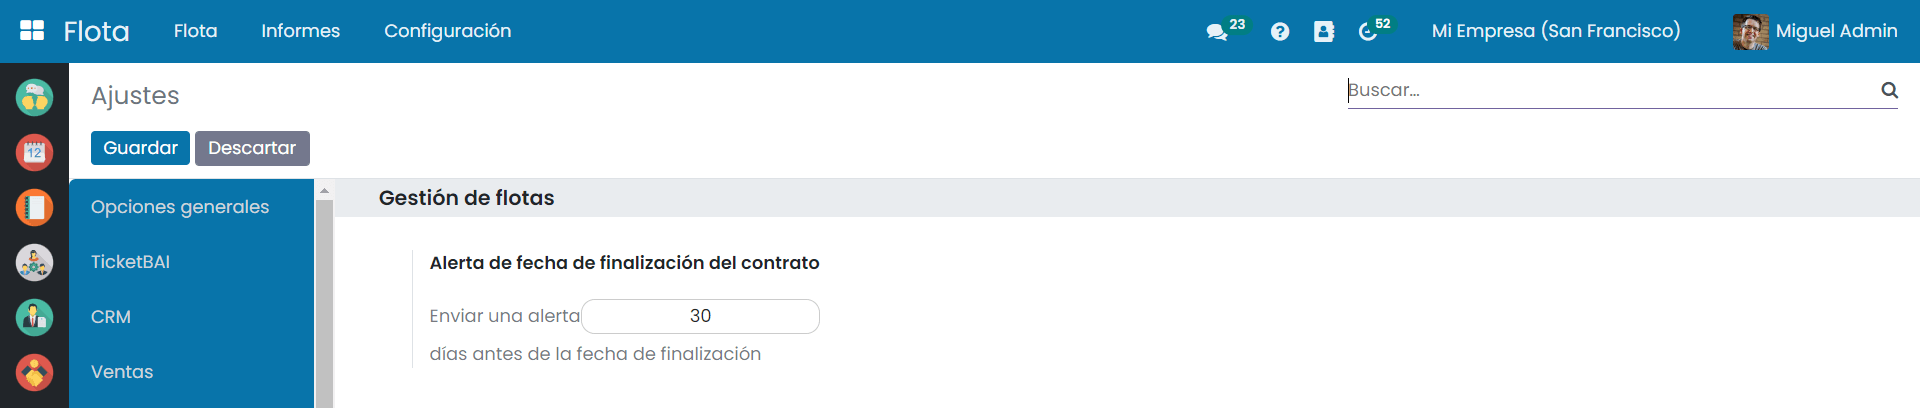 Flota Flota Informes Configuración 23 52 Mi Empresa (San Francisco) Miguel Admin
Ajustes
Buscar...
Guardar Descartar
Opciones generales
TicketBAI
CRM
Ventas
12
Gestión de flotas
Alerta de fecha de finalización del contrato
Enviar una alerta 30
días antes de la fecha de finalización